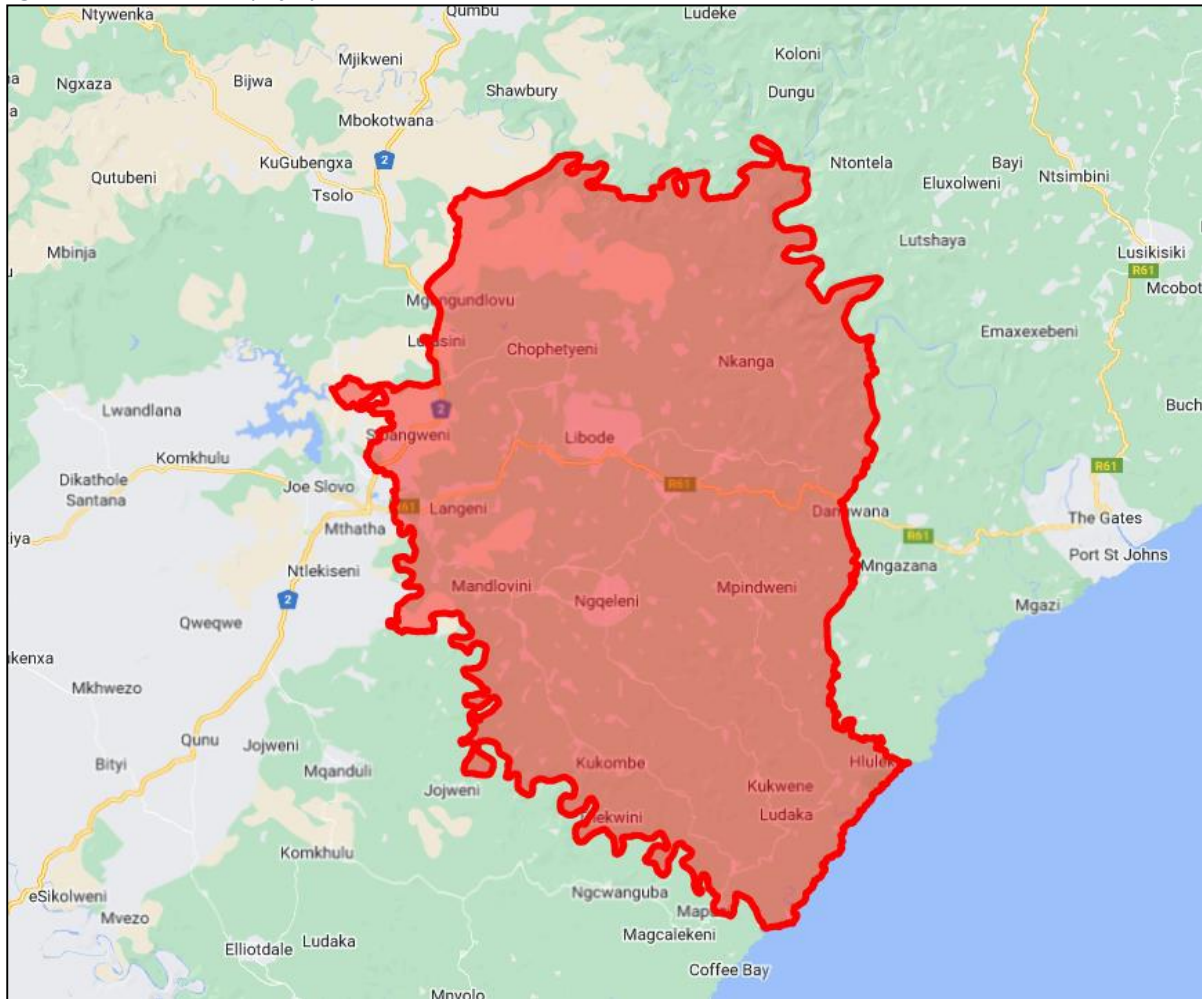 Qumbu
Ludeke
Ntywenka
Mjikweni
Koloni
Ngxaza
Bijwa
Shawbury
Dungu
Mbokotwana
KuGubengxa
2
Ntontela
Bayi
Qutubeni
Eluxolweni
Ntsimbini
Tsolo
Mbinja
Lutshaya
Lusikisiki
R61
Mcobot
Emaxexebeni
Chophetyeni
Nkanga
Lwandlana
2
Buch
Libode
Komkhulu
R61
Dikathole
Santana
Joe Slovo
R61
Langeni
The Gates
Mthatha
R61
Port St Johns
Ntlekiseni
Mngazana
Mandlovini
Mpindweni
2
Ngqeleni
Mgazi
Qweqwe
Mkhwezo
Qunu
Jojweni
Bityi
Mqanduli
Kukombe
Jojweni
Kukwene
Ludaka
Komkhulu
eSikolweni
Ngcwanguba
Mvezo
Magcalekeni
Elliotdale
Ludaka
Coffee Bay